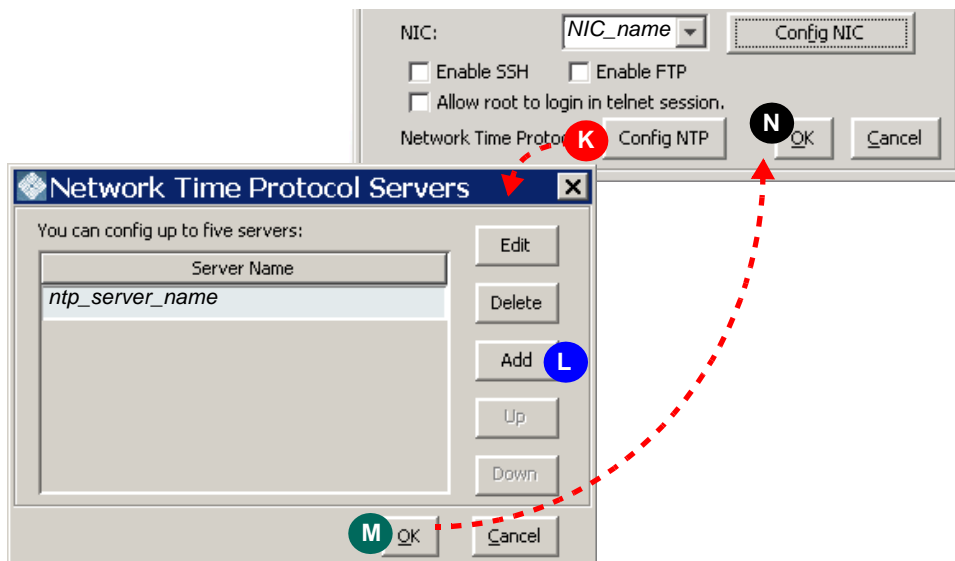 NIC: NIC_name Config NIC
Enable SSH Enable FTP
Allow root to login in telnet session.
Network Time Protoc K Config NTP N OK Cancel
Network Time Protocol Servers
You can config up to five servers:
Server Name
ntp_server_name
Edit
Delete
Add L
Up
Down
M OK Cancel